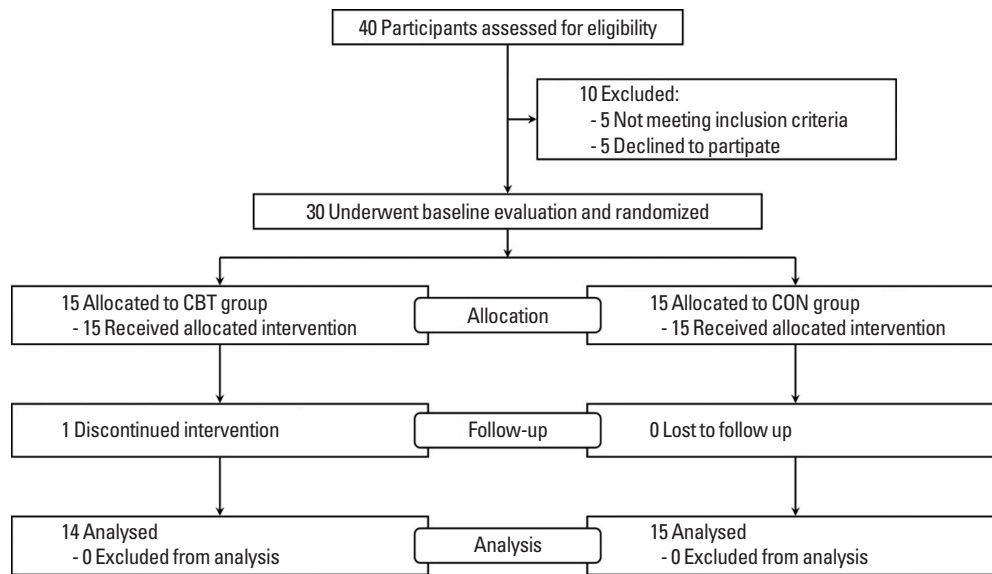 40 Participants assessed for eligibility
10 Excluded:
- 5 Not meeting inclusion criteria
- 5 Declined to partipate
30 Underwent baseline evaluation and randomized
15 Allocated to CBT group
- 15 Received allocated intervention
Allocation
15 Allocated to CON group
- 15 Received allocated intervention
1 Discontinued intervention
Follow-up
0 Lost to follow up
14 Analysed
- 0 Excluded from analysis
Analysis
15 Analysed
- 0 Excluded from analysis